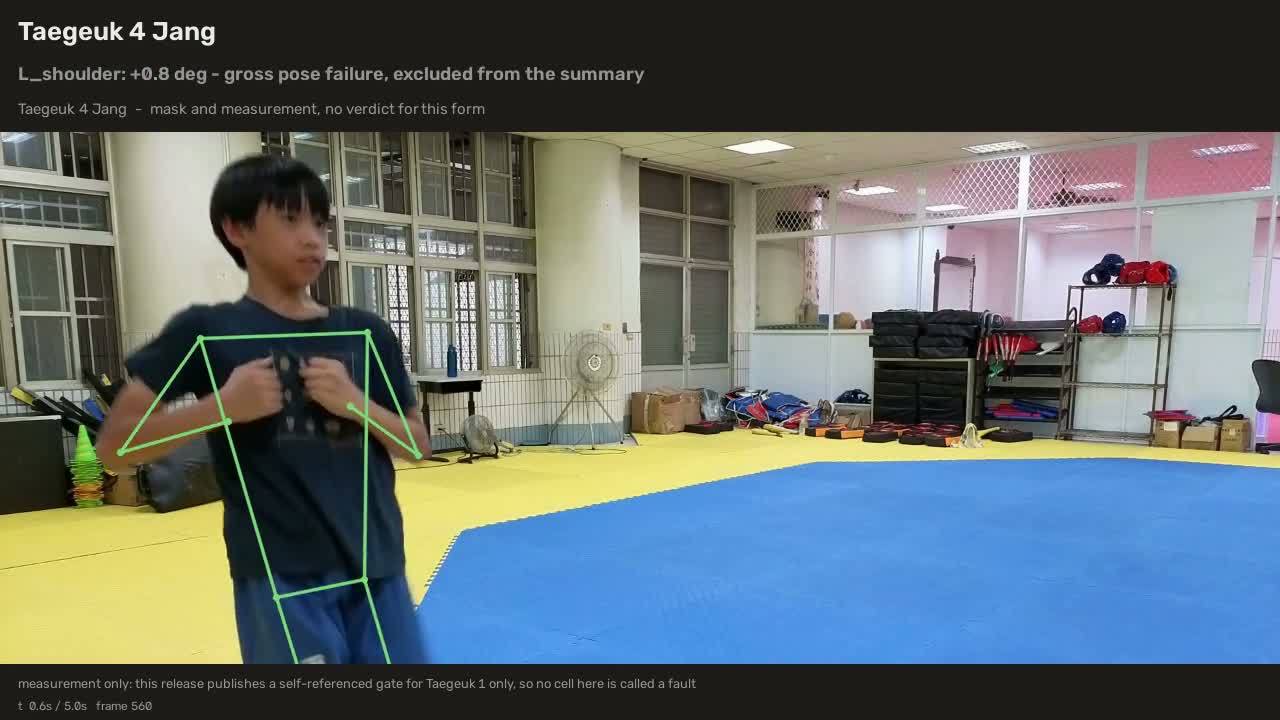 Taegeuk 4 Jang
L_shoulder: +0.8 deg - gross pose failure, excluded from the summary
Taegeuk 4 Jang - mask and measurement, no verdict for this form
measurement only: this release publishes a self-referenced gate for Taegeuk 1 only, so no cell here is called a fault
t 0.6s / 5.0s frame 560